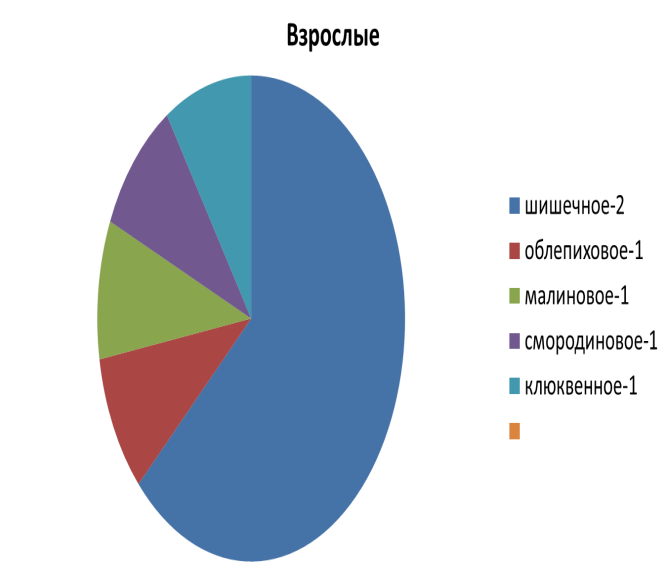 Взрослые
шишечное-2
облепиховое-1
малиновое-1
смородиновое-1
клюквенное-1